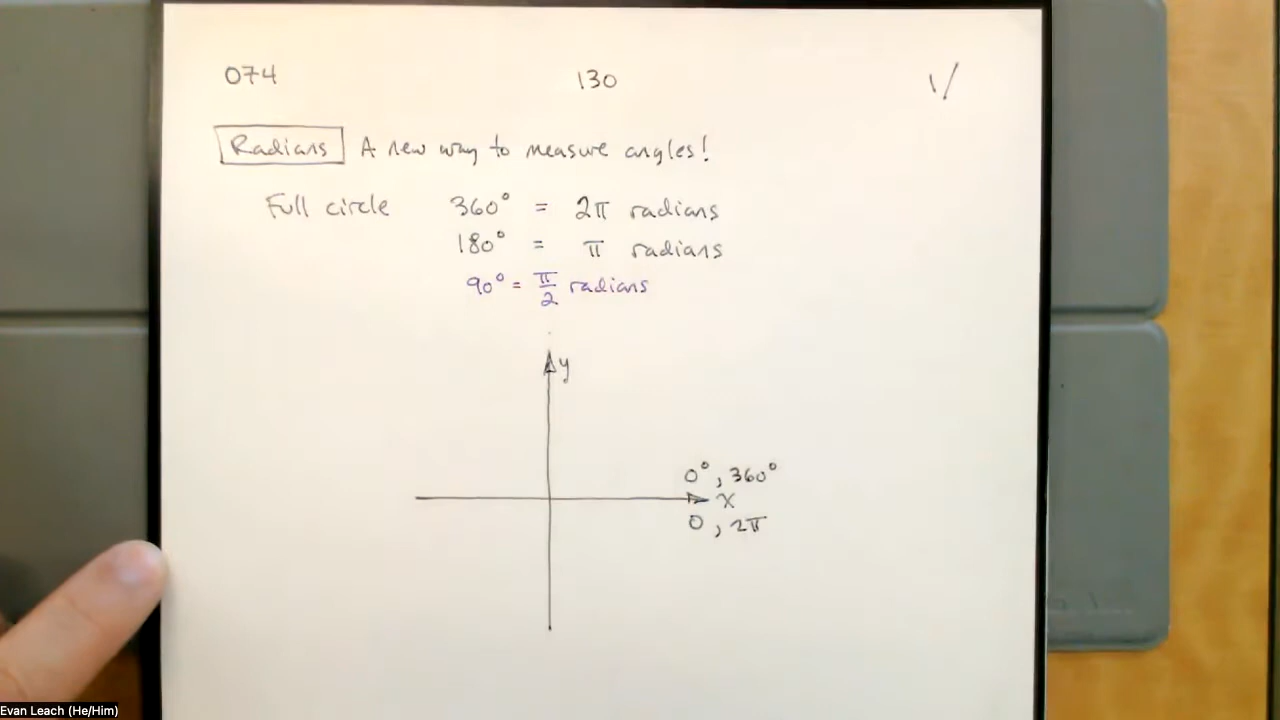 074 130 1/
Radians A new way to measure angles!
Full circle 360° = 2π radians
180° = π radians
90° = π/2 radians
y
0°, 360°
x
0, 2π
Evan Leach (He/Him)